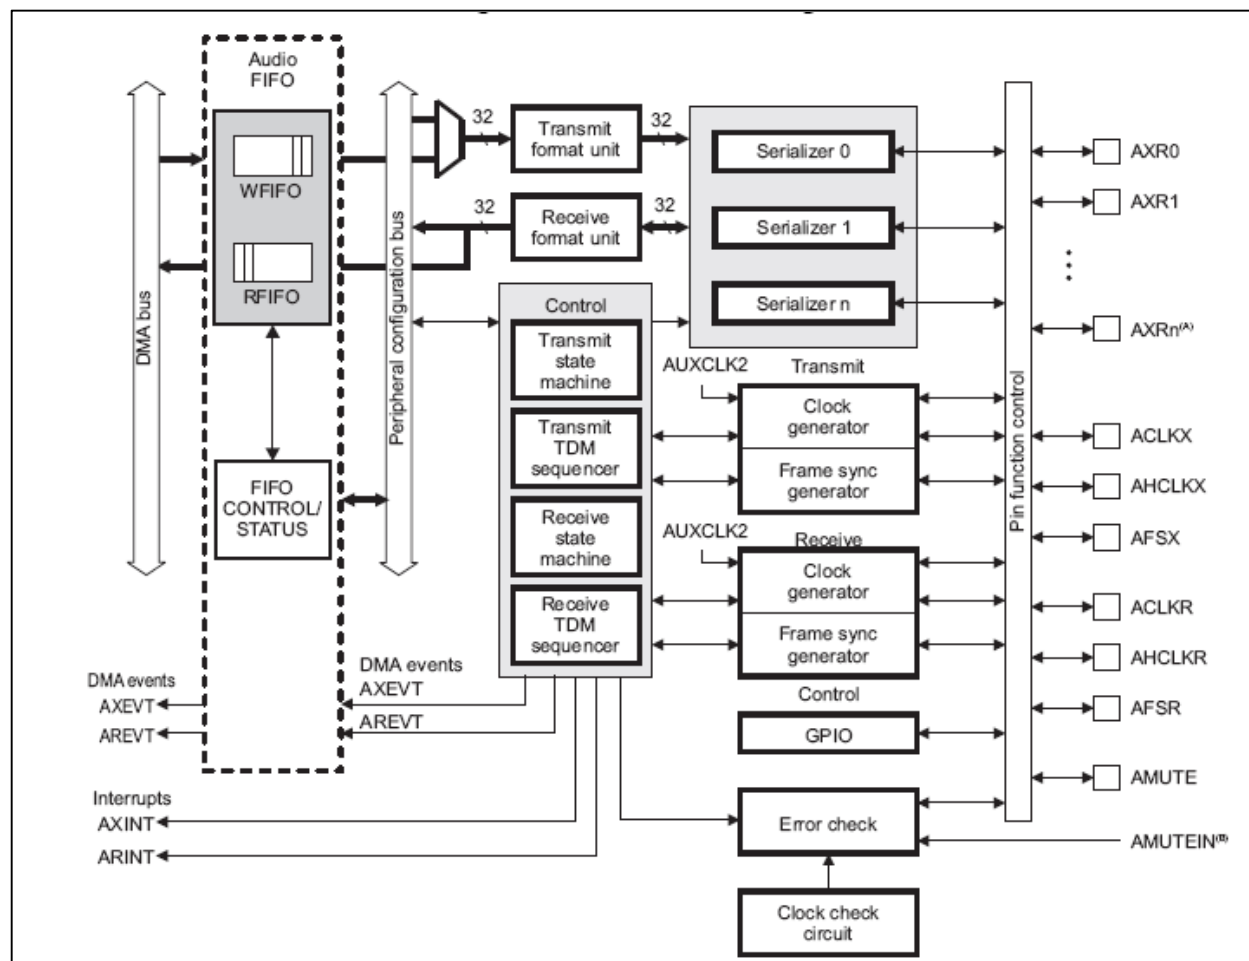 Audio
FIFO
WFIFO
RFIFO
DMA bus
FIFO
CONTROL/
STATUS
Peripheral configuration bus
32
Transmit
format unit
32
32
Receive
format unit
32
Serializer 0
Serializer 1
Serializer n
Control
Transmit
state
machine
Transmit
TDM
sequencer
Receive
state
machine
Receive
TDM
sequencer
Transmit
AUXCLK2
Clock
generator
Frame sync
generator
Receive
AUXCLK2
Clock
generator
Frame sync
generator
Control
GPIO
Error check
Clock check
circuit
Pin function control
AXR0
AXR1
AXRn(A)
ACLKX
AHCLKX
AFSX
ACLKR
AHCLKR
AFSR
AMUTE
AMUTEIN(B)
DMA events
AXEVT
AREVT
DMA events
AXEVT
AREVT
Interrupts
AXINT
ARINT